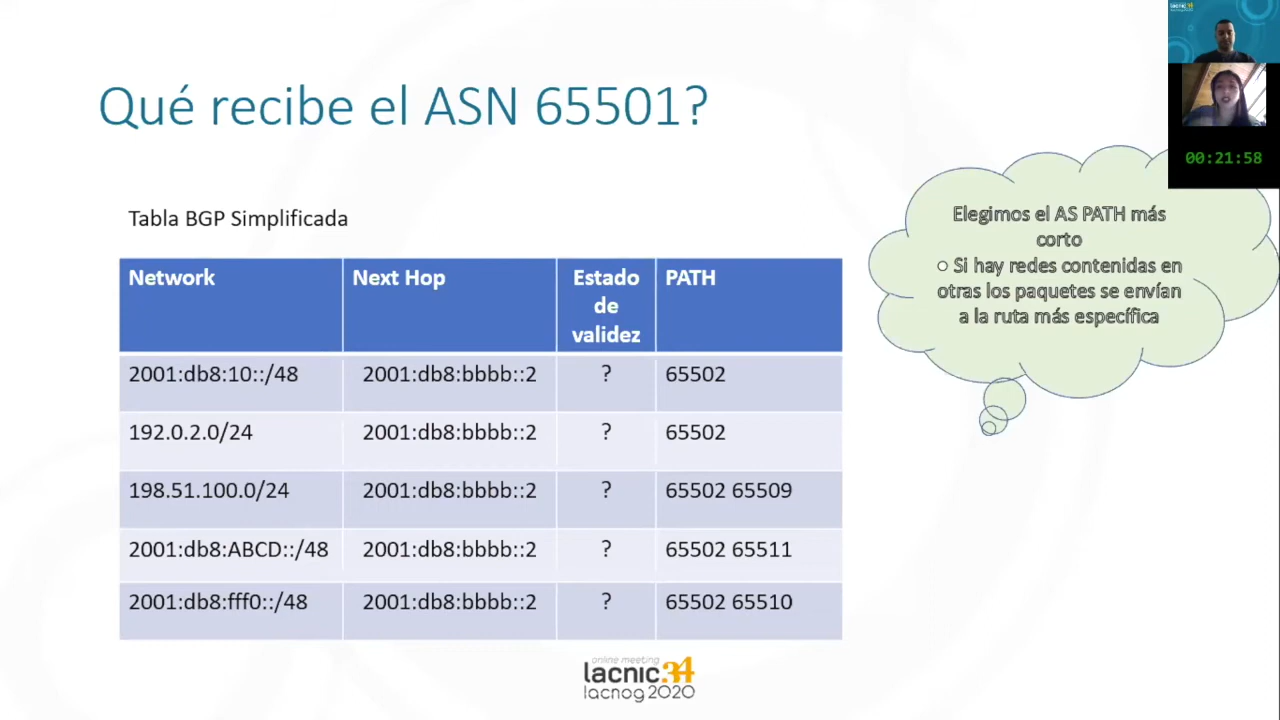 Qué recibe el ASN 65501?
00:21:58
Tabla BGP Simplificada
Elegimos el AS PATH más
corto
○ Si hay redes contenidas en
otras los paquetes se envían
a la ruta más específica
Network Next Hop Estado de validez PATH
2001:db8:10::/48 2001:db8:bbbb::2 ? 65502
192.0.2.0/24 2001:db8:bbbb::2 ? 65502
198.51.100.0/24 2001:db8:bbbb::2 ? 65502 65509
2001:db8:ABCD::/48 2001:db8:bbbb::2 ? 65502 65511
2001:db8:fff0::/48 2001:db8:bbbb::2 ? 65502 65510
online meeting
lacnic34
lacnog2020